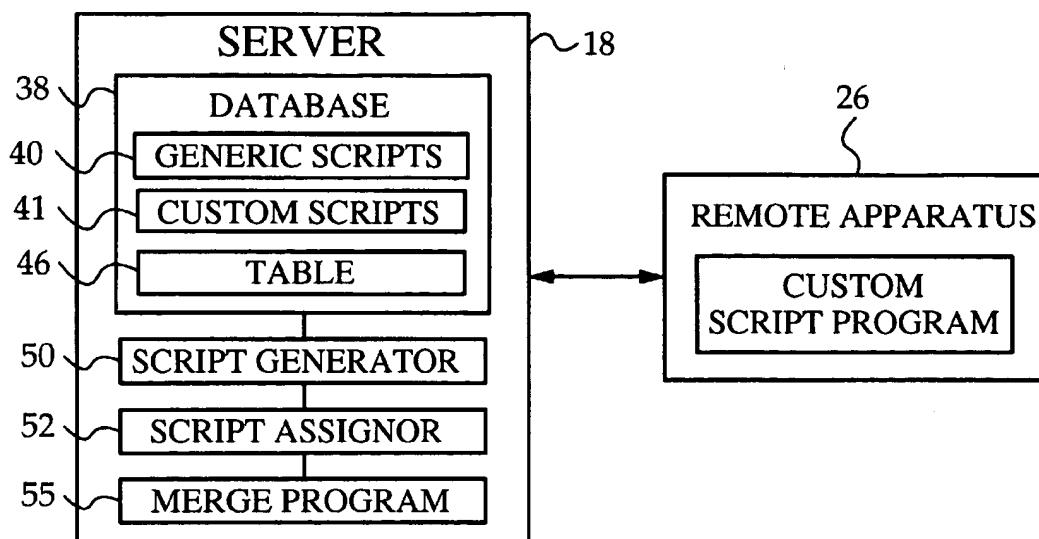 SERVER
18
38
DATABASE
40
GENERIC SCRIPTS
41
CUSTOM SCRIPTS
46
TABLE
50
SCRIPT GENERATOR
52
SCRIPT ASSIGNOR
55
MERGE PROGRAM
26
REMOTE APPARATUS
CUSTOM
SCRIPT PROGRAM